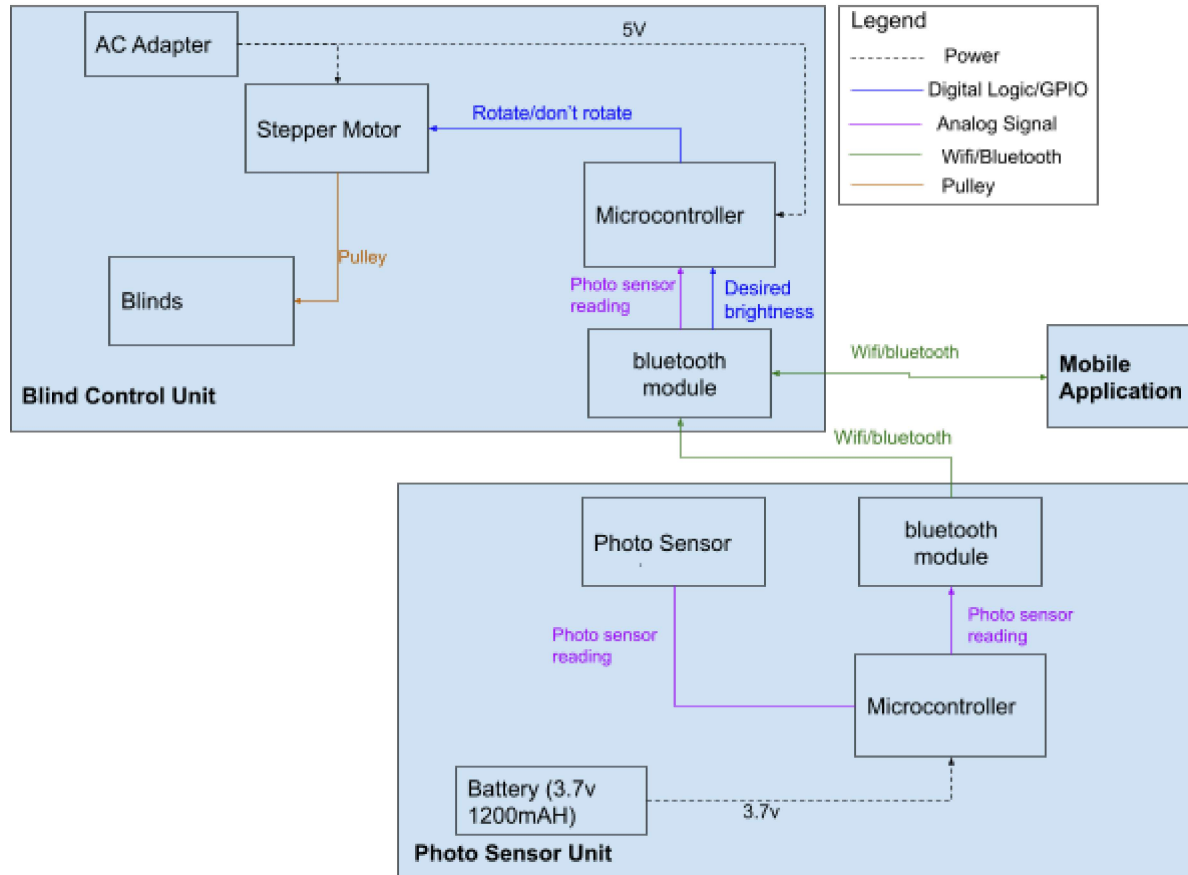 AC Adapter
5V
Stepper Motor
Rotate/don`t rotate
Microcontroller
Pulley
Blinds
Photo sensor
reading
Desired
brightness
bluetooth
module
Blind Control Unit
Legend
Power
Digital Logic/GPIO
Analog Signal
Wifi/Bluetooth
Pulley
Wifi/bluetooth
Mobile
Application
Wifi/bluetooth
Photo Sensor
bluetooth
module
Photo sensor
reading
Photo sensor
reading
Microcontroller
Battery (3.7v
1200mAH)
3.7v
Photo Sensor Unit